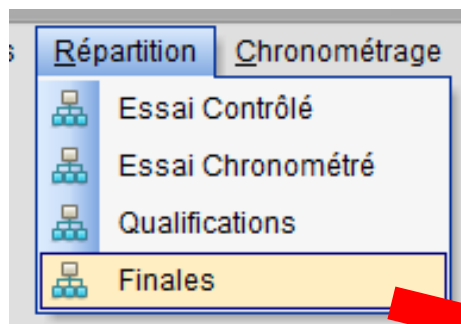 s Répartition Chronométrage
Essai Contrôlé
Essai Chronométré
Qualifications
Finales